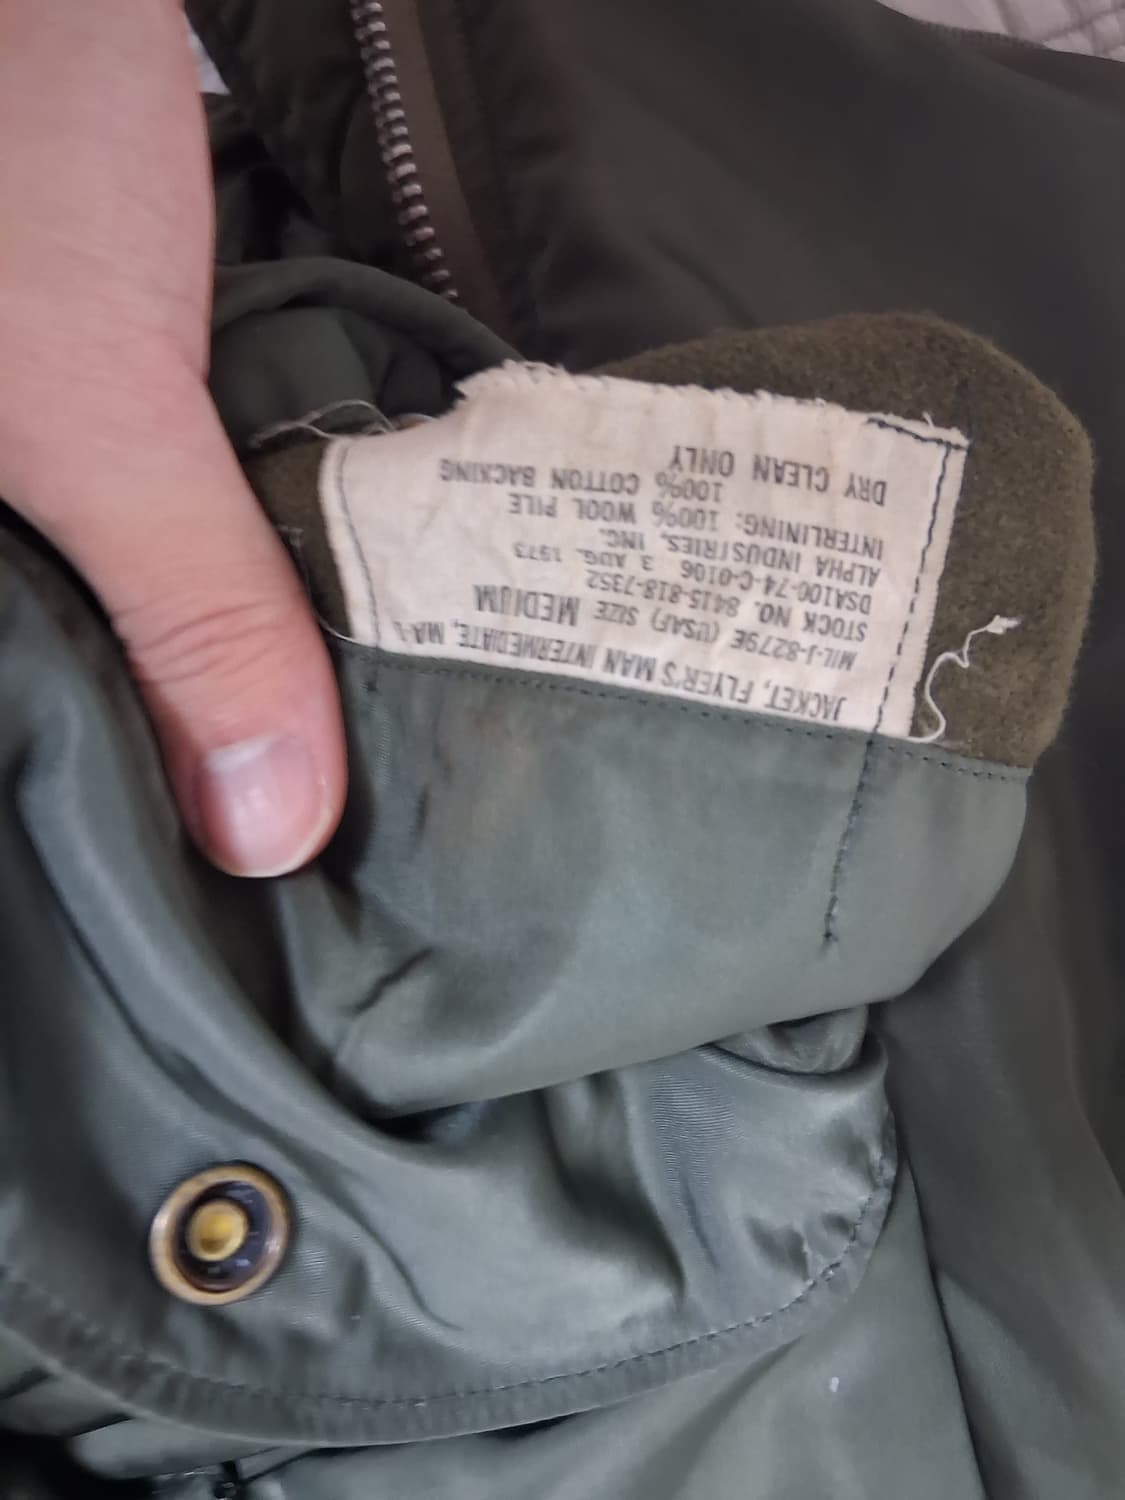 JACKET, FLYER'S MAN INTERMEDIATE, MA-1
MIL-J-8279E (USAF) SIZE MEDIUM
STOCK NO. 8415-818-7352
DSA100-74-C-0106 3 AUG. 1973
ALPHA INDUSTRIES, INC.
INTERLINING: 100% WOOL PILE
100% COTTON BACKING
DRY CLEAN ONLY